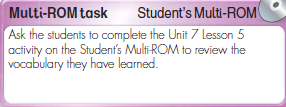 Multi-ROM task Student's Multi-ROM
Ask the students to complete the Unit 7 Lesson 5
activity on the Student's Multi-ROM to review the
vocabulary they have learned.